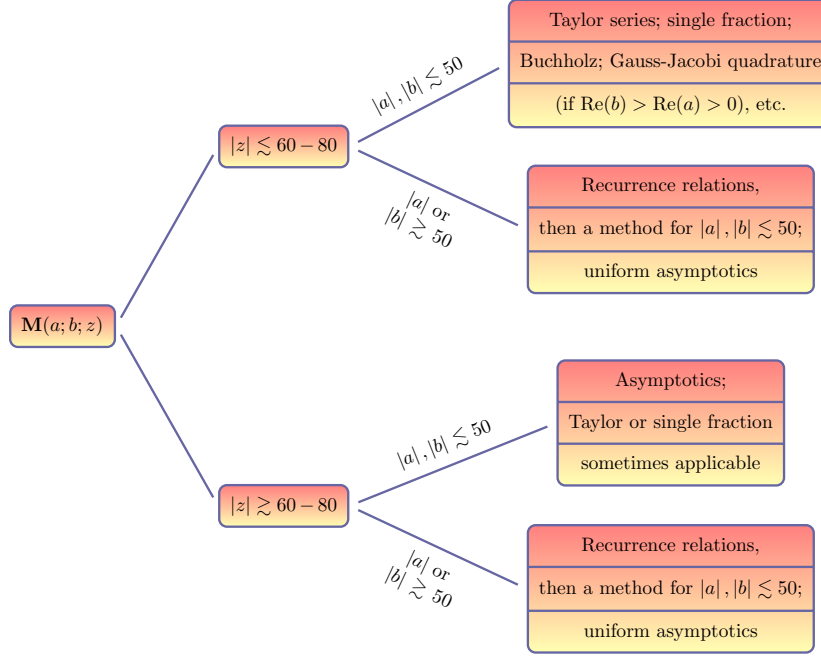 M(a; b; z)
|z| ≲ 60 − 80
|a| , |b| ≲ 50
Taylor series; single fraction;
Buchholz; Gauss-Jacobi quadrature
(if Re(b) > Re(a) > 0), etc.
|a| or
|b| ≳ 50
Recurrence relations,
then a method for |a| , |b| ≲ 50;
uniform asymptotics
|z| ≳ 60 − 80
|a| , |b| ≲ 50
Asymptotics;
Taylor or single fraction
sometimes applicable
|a| or
|b| ≳ 50
Recurrence relations,
then a method for |a| , |b| ≲ 50;
uniform asymptotics